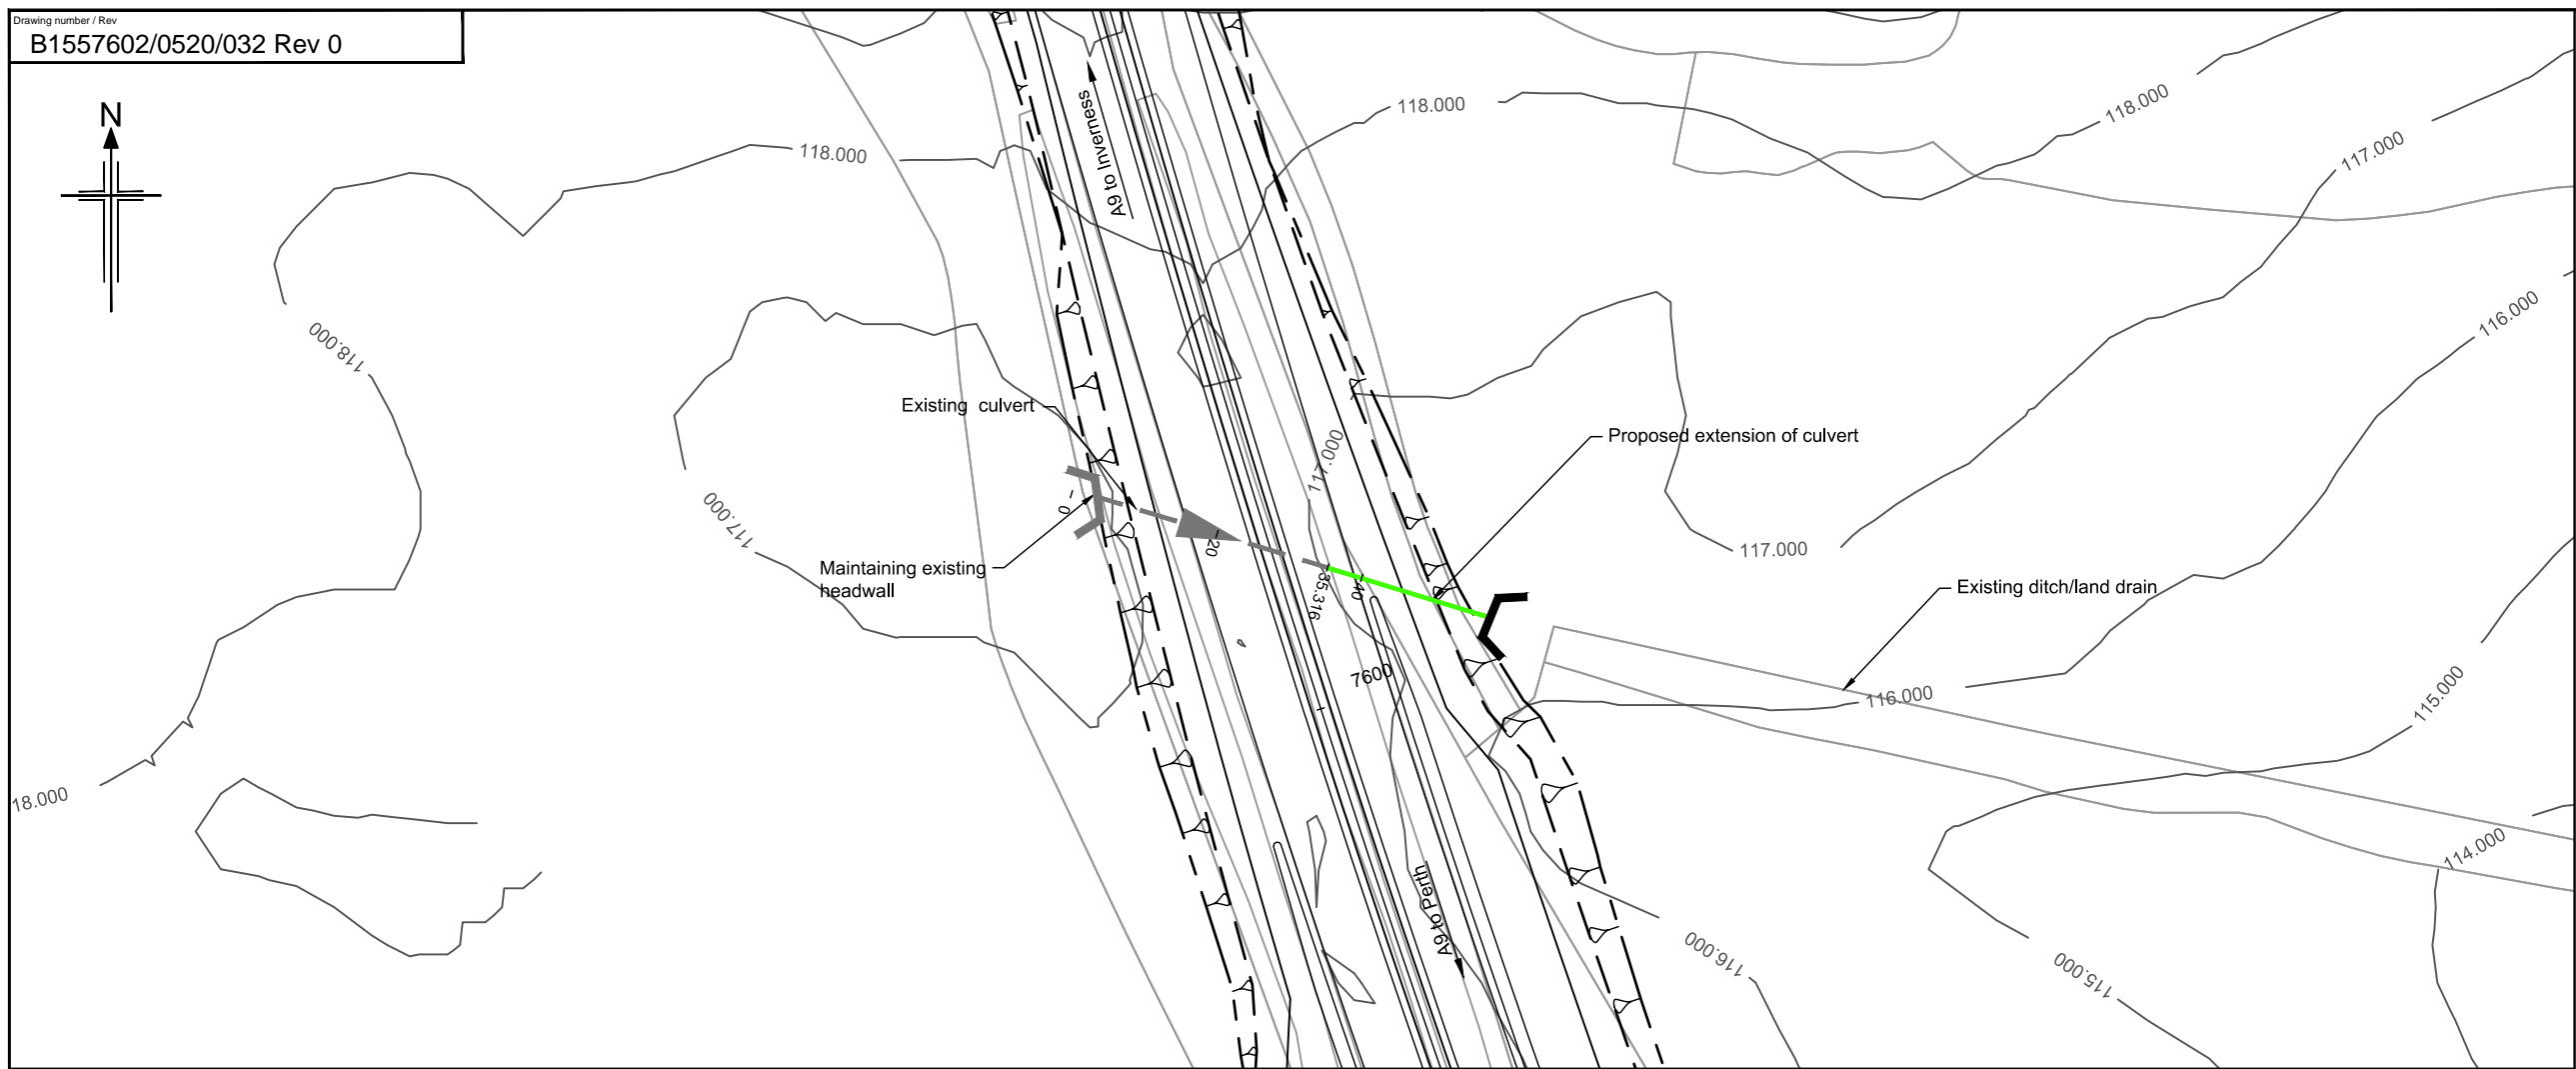 Drawing number / Rev
B1557602/0520/032 Rev 0
N
A9 to Inverness
118.000
118.000
118.000
117.000
118.000
116.000
Existing culvert
Proposed extension of culvert
117.000
117.000
0
20
35.316
40
117.000
Maintaining existing
headwall
Existing ditch/land drain
7600
116.000
115.000
18.000
114.000
A9 to Perth
116.000
115.000